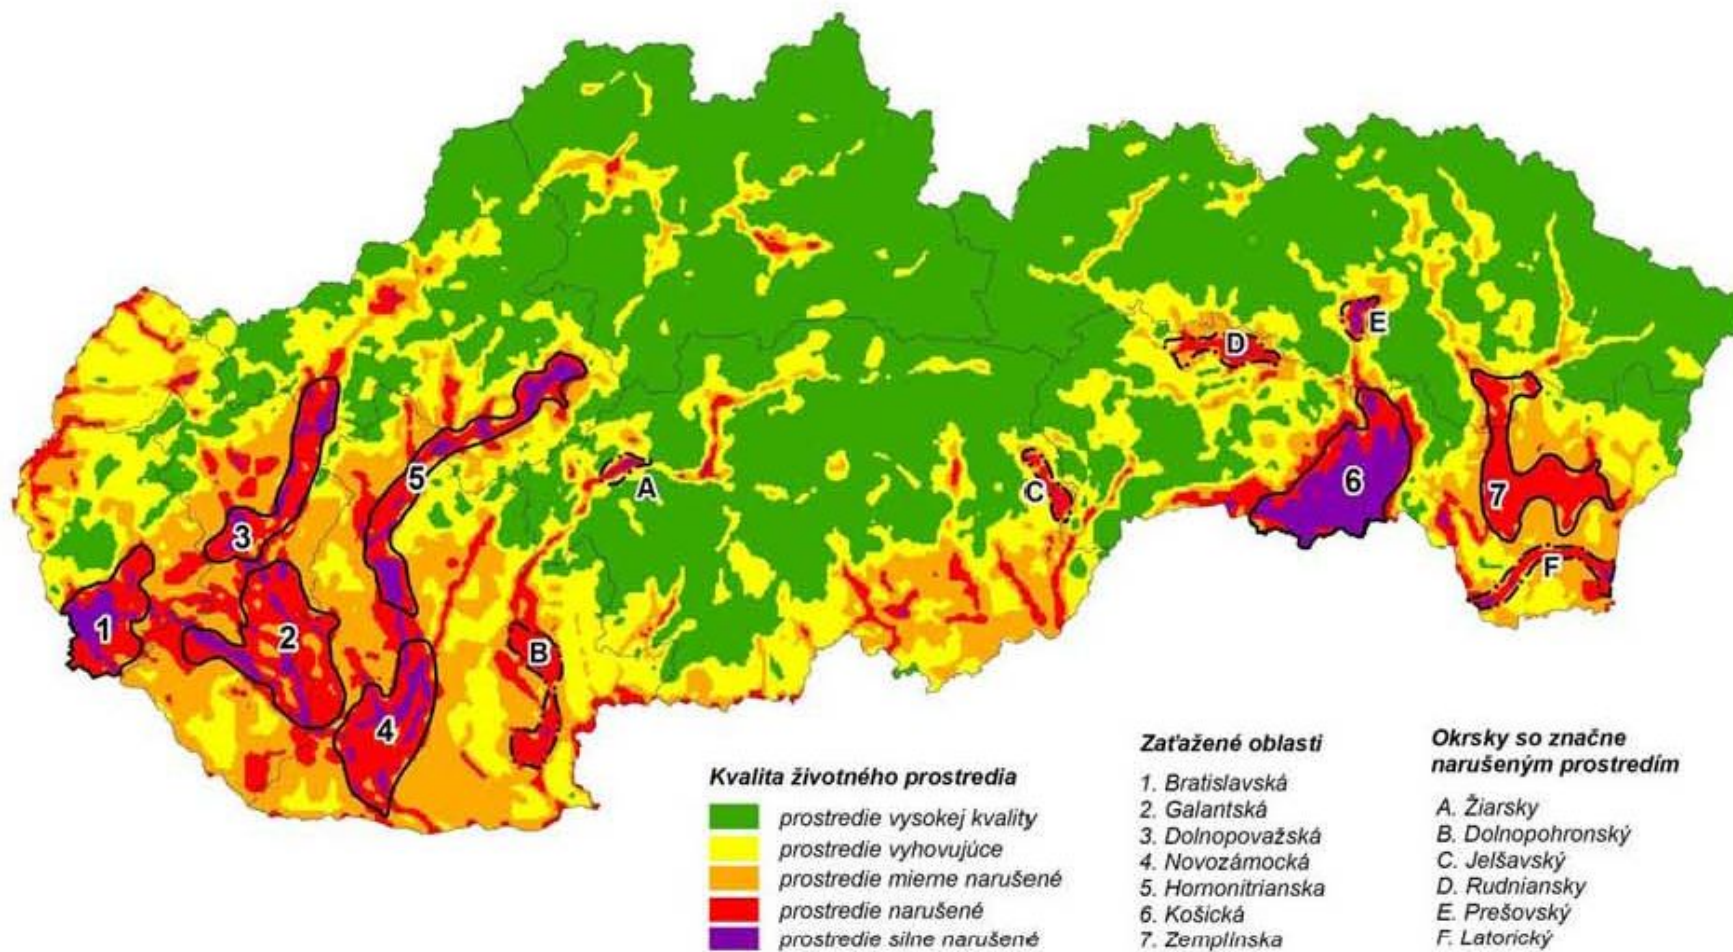 A
B
C
D
E
F
1
2
3
4
5
6
7
Kvalita životného prostredia
prostredie vysokej kvality
prostredie vyhovujúce
prostredie mierne narušené
prostredie narušené
prostredie silne narušené
Zaťažené oblasti
1. Bratislavská
2. Galantská
3. Dolnopovažská
4. Novozámocká
5. Hornonitrianska
6. Košická
7. Zemplínska
Okrsky so značne
narušeným prostredím
A. Žiarsky
B. Dolnopohronský
C. Jelšavský
D. Rudniansky
E. Prešovský
F. Latorický